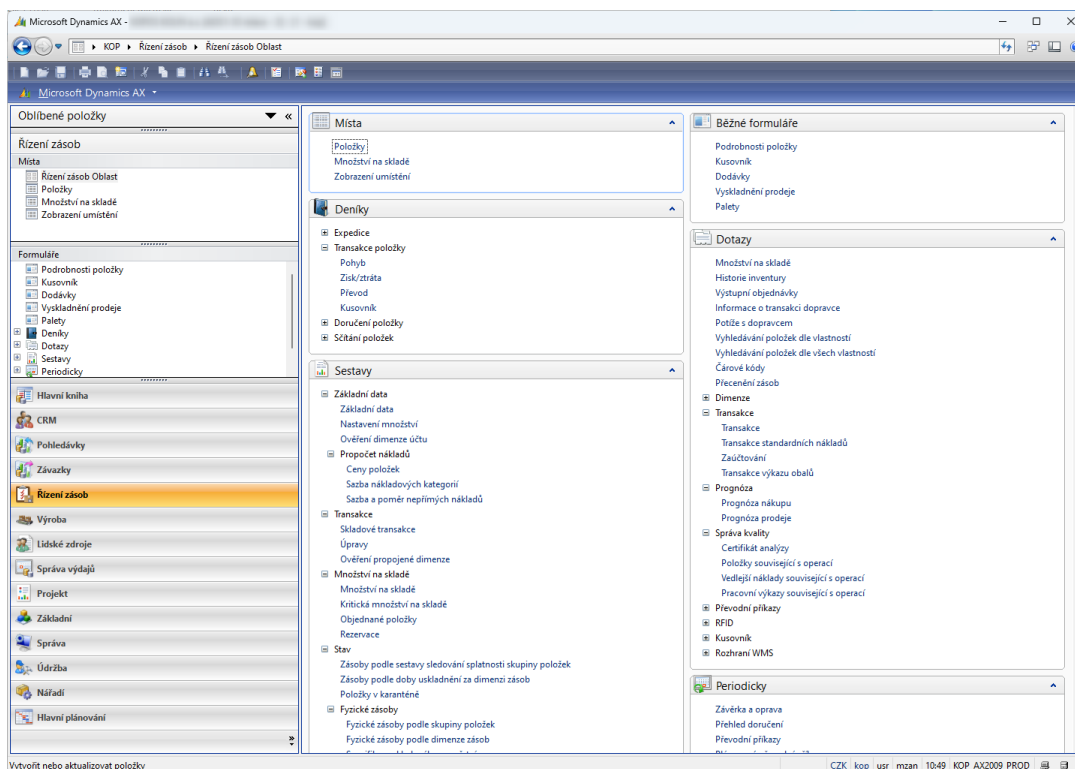 Microsoft Dynamics AX -
KOP ▸ Řízení zásob ▸ Řízení zásob Oblast
Microsoft Dynamics AX
Oblíbené položky
Řízení zásob
Místa
Řízení zásob Oblast
Položky
Množství na skladě
Zobrazení umístění
Formuláře
Podrobnosti položky
Kusovník
Dodávky
Vyskladnění prodeje
Palety
Deníky
Dotazy
Sestavy
Periodicky
Hlavní kniha
CRM
Pohledávky
Závazky
Řízení zásob
Výroba
Lidské zdroje
Správa výdajů
Projekt
Základní
Správa
Údržba
Nářadí
Hlavní plánování
Místa
Položky
Množství na skladě
Zobrazení umístění
Deníky
Expedice
Transakce položky
Pohyb
Zisk/ztráta
Převod
Kusovník
Doručení položky
Sčítání položek
Sestavy
Základní data
Základní data
Nastavení množství
Ověření dimenze účtu
Propočet nákladů
Ceny položek
Sazba nákladových kategorií
Sazba a poměr nepřímých nákladů
Transakce
Skladové transakce
Úpravy
Ověření propojené dimenze
Množství na skladě
Množství na skladě
Kritická množství na skladě
Objednané položky
Rezervace
Stav
Zásoby podle sestavy sledování splatnosti skupiny položek
Zásoby podle doby uskladnění za dimenzi zásob
Položky v karanténě
Fyzické zásoby
Fyzické zásoby podle skupiny položek
Fyzické zásoby podle dimenze zásob
Běžné formuláře
Podrobnosti položky
Kusovník
Dodávky
Vyskladnění prodeje
Palety
Dotazy
Množství na skladě
Historie inventury
Výstupní objednávky
Informace o transakci dopravce
Potíže s dopravcem
Vyhledávání položek dle vlastností
Vyhledávání položek dle všech vlastností
Čárové kódy
Přecenění zásob
Dimenze
Transakce
Transakce
Transakce standardních nákladů
Zaúčtování
Transakce výkazu obalů
Prognóza
Prognóza nákupu
Prognóza prodeje
Správa kvality
Certifikát analýzy
Položky související s operací
Vedlejší náklady související s operací
Pracovní výkazy související s operací
Převodní příkazy
RFID
Kusovník
Rozhraní WMS
Periodicky
Závěrka a oprava
Přehled doručení
Převodní příkazy
Vytvořit nebo aktualizovat položky
CZK kop usr mzan 10:49 KOP_AX2009_PROD